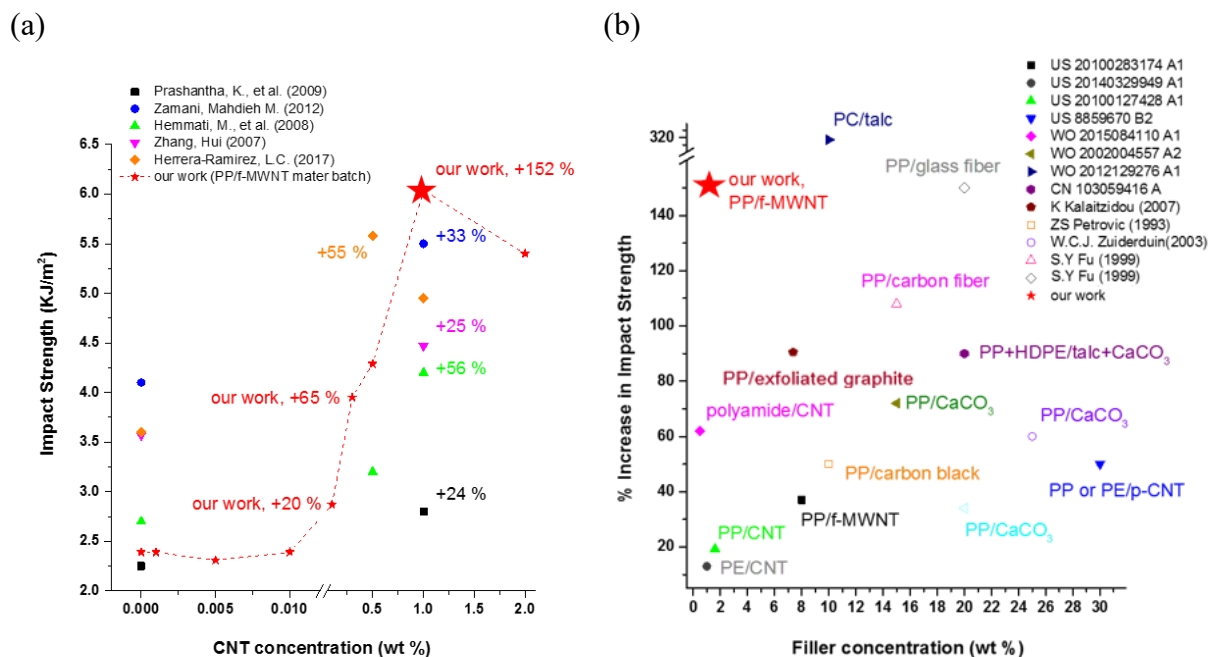 (a)
Prashantha, K., et al. (2009)
Zamani, Mahdieh M. (2012)
Hemmati, M., et al. (2008)
Zhang, Hui (2007)
Herrera-Ramirez, L.C. (2017)
our work (PP/f-MWNT mater batch)
6.5
6.0
5.5
5.0
4.5
4.0
3.5
3.0
2.5
2.0
Impact Strength (KJ/m²)
our work, +152 %
+33 %
+55 %
+25 %
+56 %
our work, +65 %
our work, +20 %
+24 %
0.000
0.005
0.010
0.5
1.0
2.0
CNT concentration (wt %)
(b)
US 20100283174 A1
US 20140329949 A1
US 20100127428 A1
US 8859670 B2
WO 2015084110 A1
WO 2002004557 A2
WO 2012129276 A1
CN 103059416 A
K Kalaitzidou (2007)
ZS Petrovic (1993)
W.C.J. Zuiderduin(2003)
S.Y Fu (1999)
S.Y Fu (1999)
our work
320
140
120
100
80
60
40
20
% Increase in Impact Strength
PC/talc
PP/glass fiber
our work,
PP/f-MWNT
PP/carbon fiber
PP+HDPE/talc+CaCO₃
PP/exfoliated graphite
polyamide/CNT
PP/CaCO₃
PP/CaCO₃
PP/carbon black
PP or PE/p-CNT
PP/f-MWNT
PP/CaCO₃
PP/CNT
PE/CNT
0 2 4 6 8 10 12 14 16 18 20 22 24 26 28 30
Filler concentration (wt %)